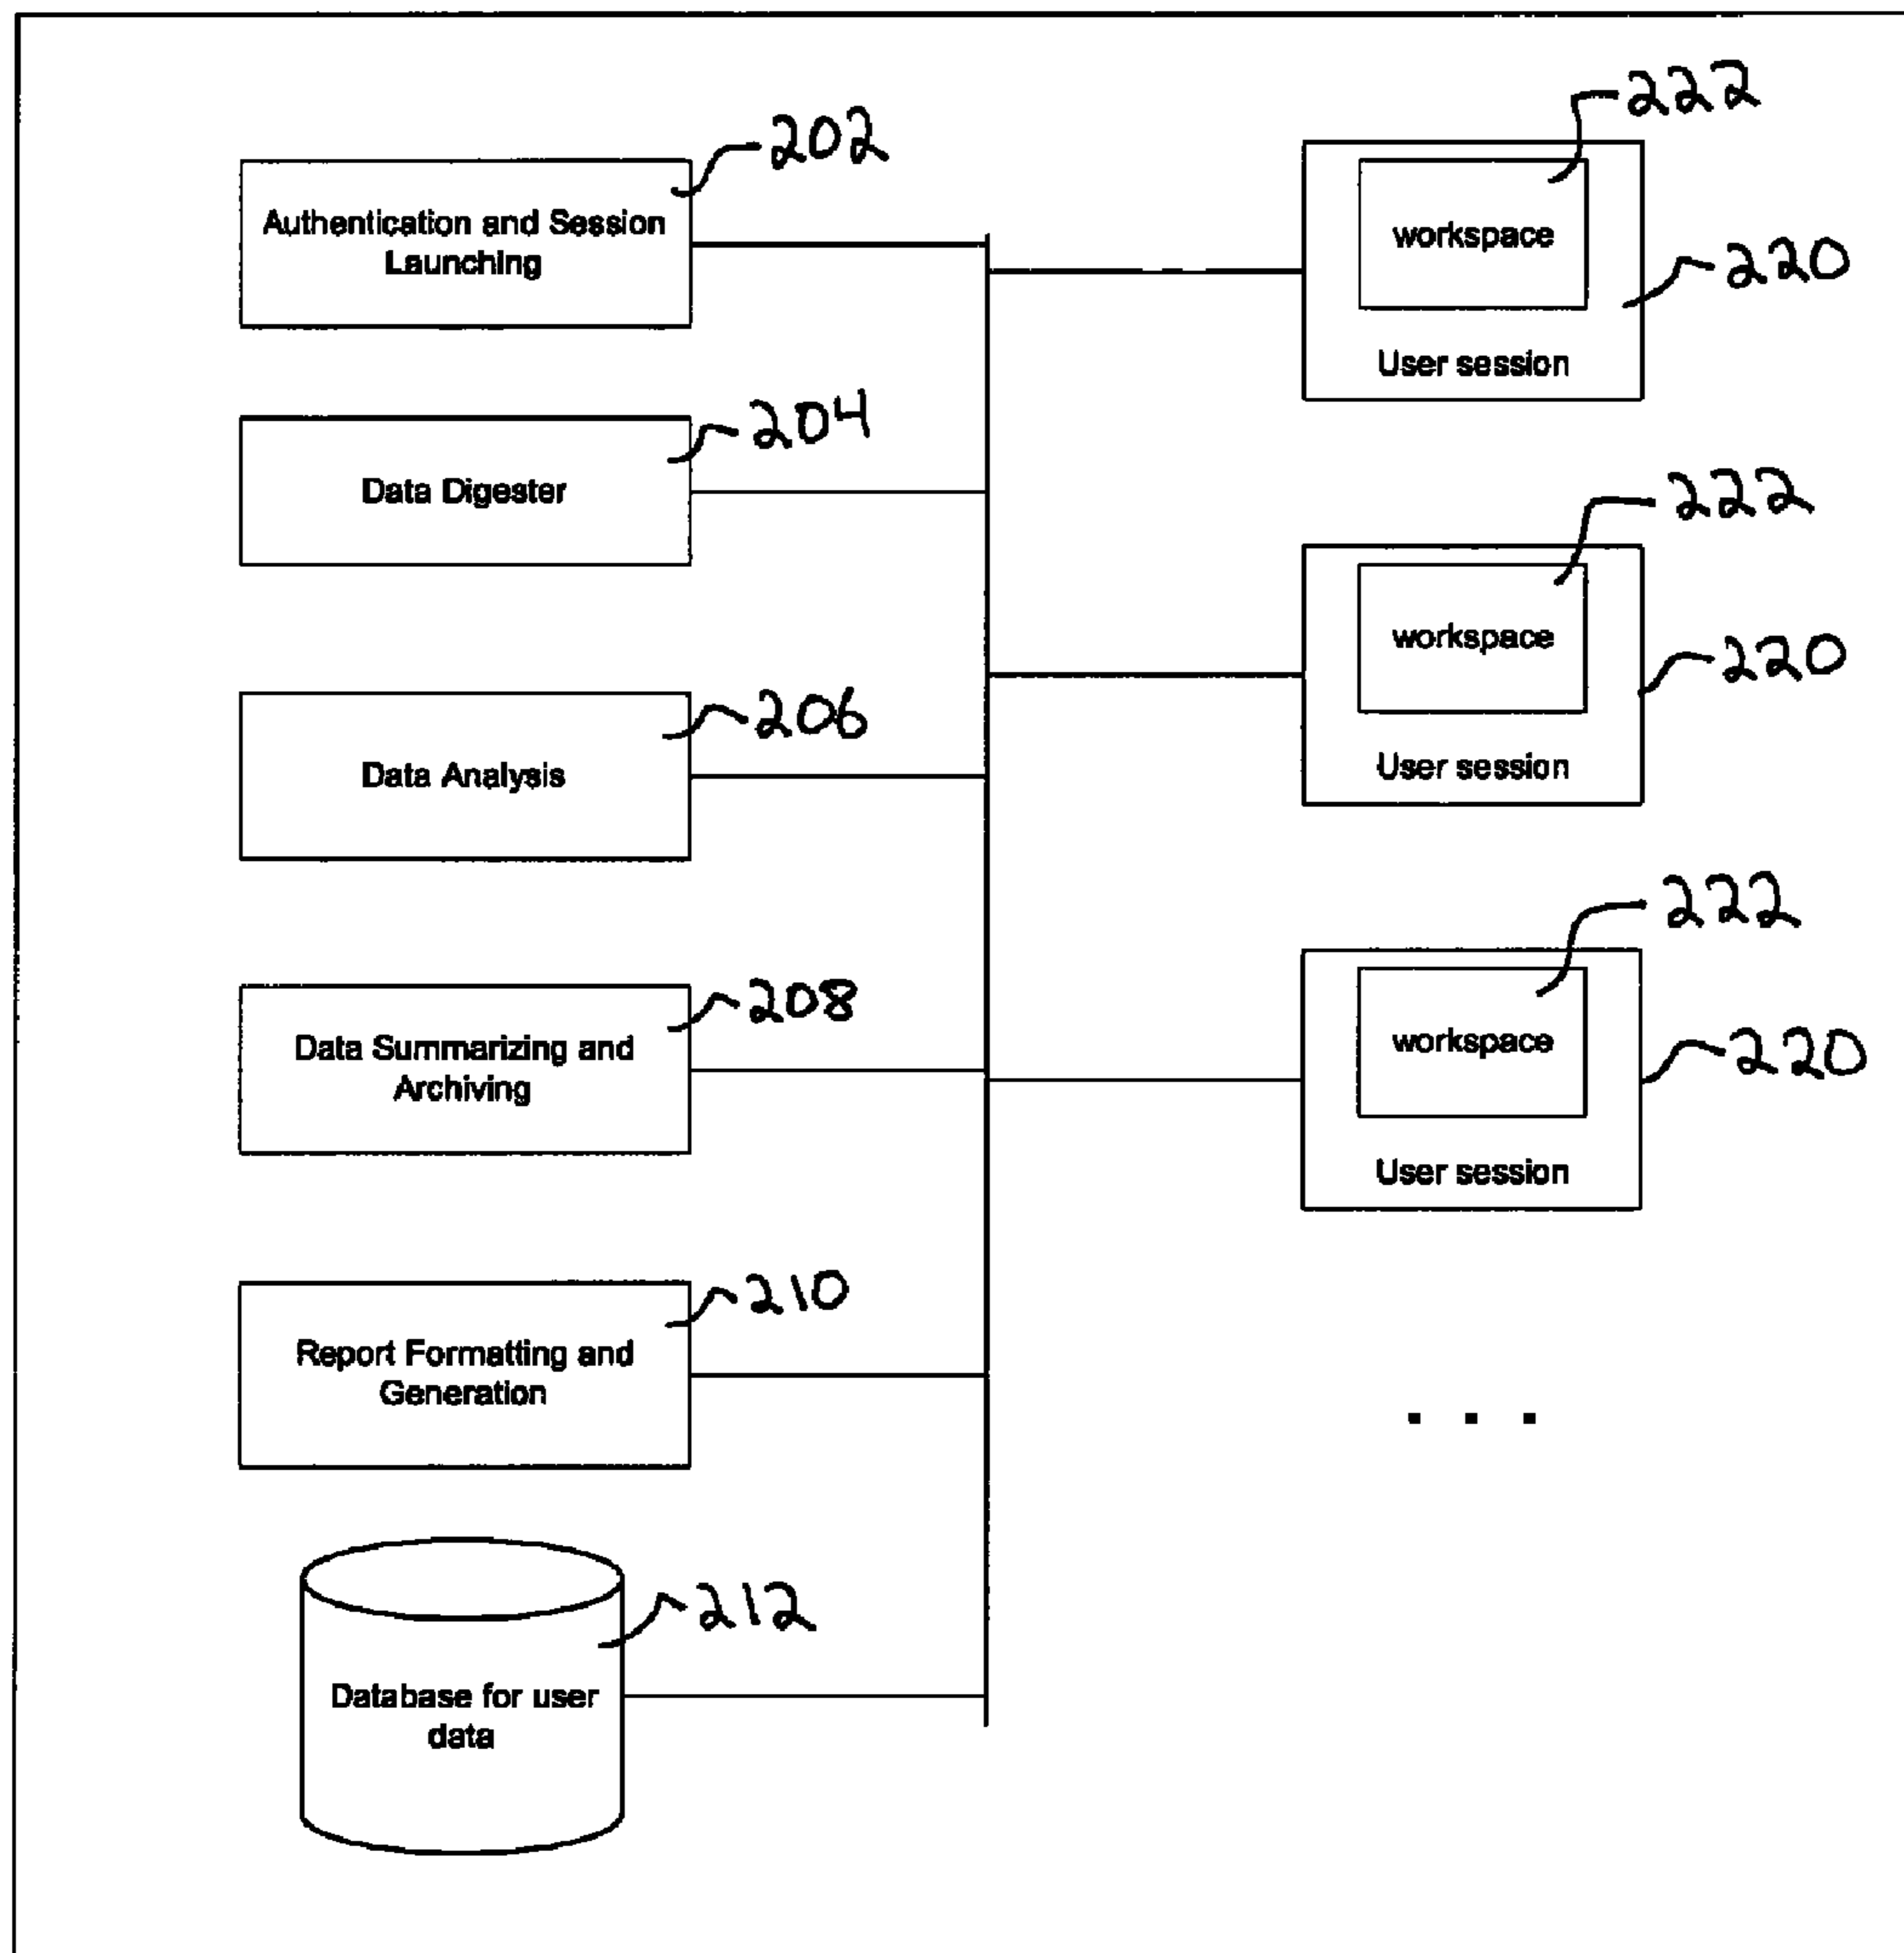 202
Authentication and Session
Launching
204
Data Digester
206
Data Analysis
208
Data Summarizing and
Archiving
210
Report Formatting and
Generation
212
Database for user
data
222
workspace
220
User session
222
workspace
220
User session
222
workspace
220
User session
. . .